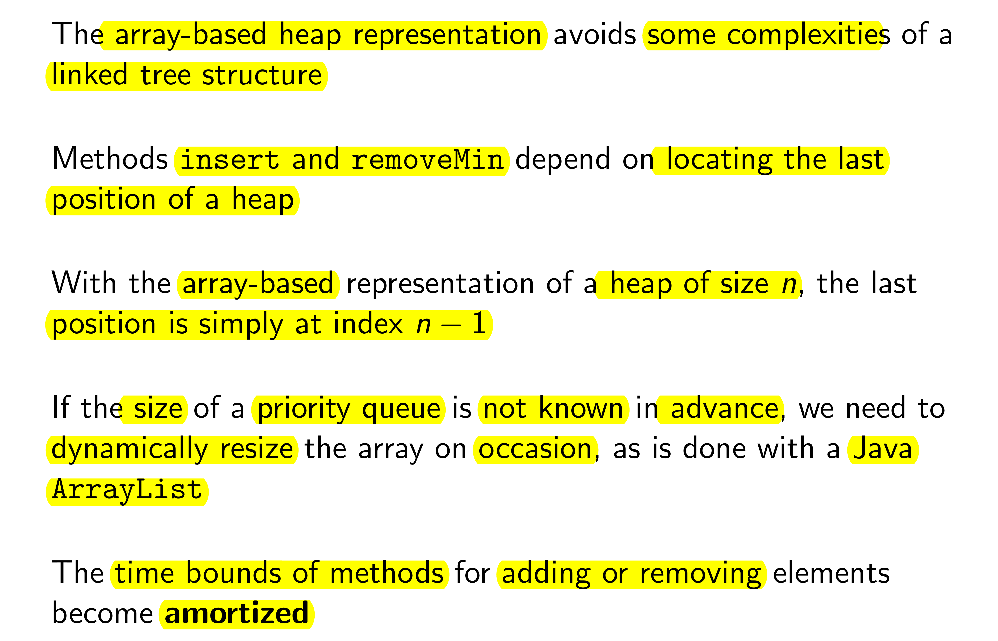 The array-based heap representation avoids some complexities of a
linked tree structure
Methods insert and removeMin depend on locating the last
position of a heap
With the array-based representation of a heap of size n, the last
position is simply at index n − 1
If the size of a priority queue is not known in advance, we need to
dynamically resize the array on occasion, as is done with a Java
ArrayList
The time bounds of methods for adding or removing elements
become amortized